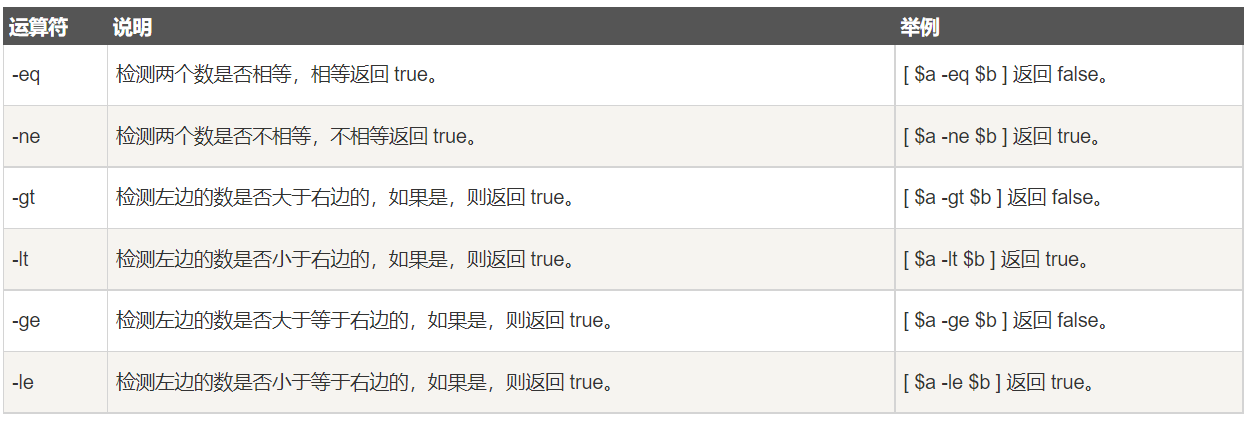 运算符 说明 举例
-eq 检测两个数是否相等，相等返回 true。 [ $a -eq $b ] 返回 false。
-ne 检测两个数是否不相等，不相等返回 true。 [ $a -ne $b ] 返回 true。
-gt 检测左边的数是否大于右边的，如果是，则返回 true。 [ $a -gt $b ] 返回 false。
-lt 检测左边的数是否小于右边的，如果是，则返回 true。 [ $a -lt $b ] 返回 true。
-ge 检测左边的数是否大于等于右边的，如果是，则返回 true。 [ $a -ge $b ] 返回 false。
-le 检测左边的数是否小于等于右边的，如果是，则返回 true。 [ $a -le $b ] 返回 true。